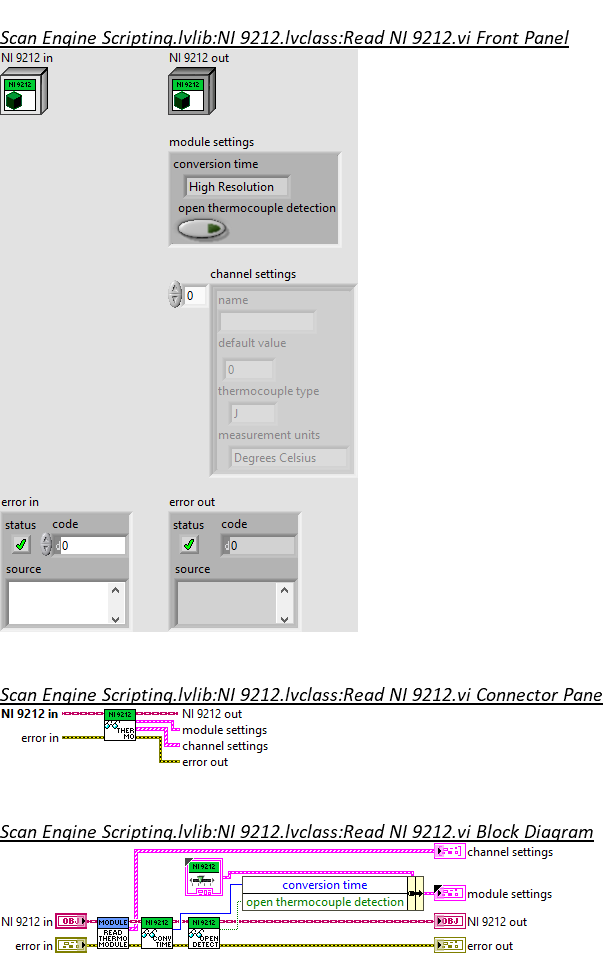 Scan Engine Scripting.lvlib:NI 9212.lvclass:Read NI 9212.vi Front Panel
NI 9212 in
NI 9212 out
NI 9212
NI 9212
module settings
conversion time
High Resolution
open thermocouple detection
channel settings
0
name
default value
0
thermocouple type
J
measurement units
Degrees Celsius
error in
error out
status
code
status
code
d 0
d 0
source
source
Scan Engine Scripting.lvlib:NI 9212.lvclass:Read NI 9212.vi Connector Pane
NI 9212 in
NI 9212
THER
MO
NI 9212 out
module settings
channel settings
error in
error out
Scan Engine Scripting.lvlib:NI 9212.lvclass:Read NI 9212.vi Block Diagram
channel settings
NI 9212
conversion time
open thermocouple detection
module settings
NI 9212 in
OBJ
MODULE
READ
THERMO
MODULE
NI 9212
CONV
TIME
NI 9212
OPEN
DETECT
OBJ
NI 9212 out
error in
error out